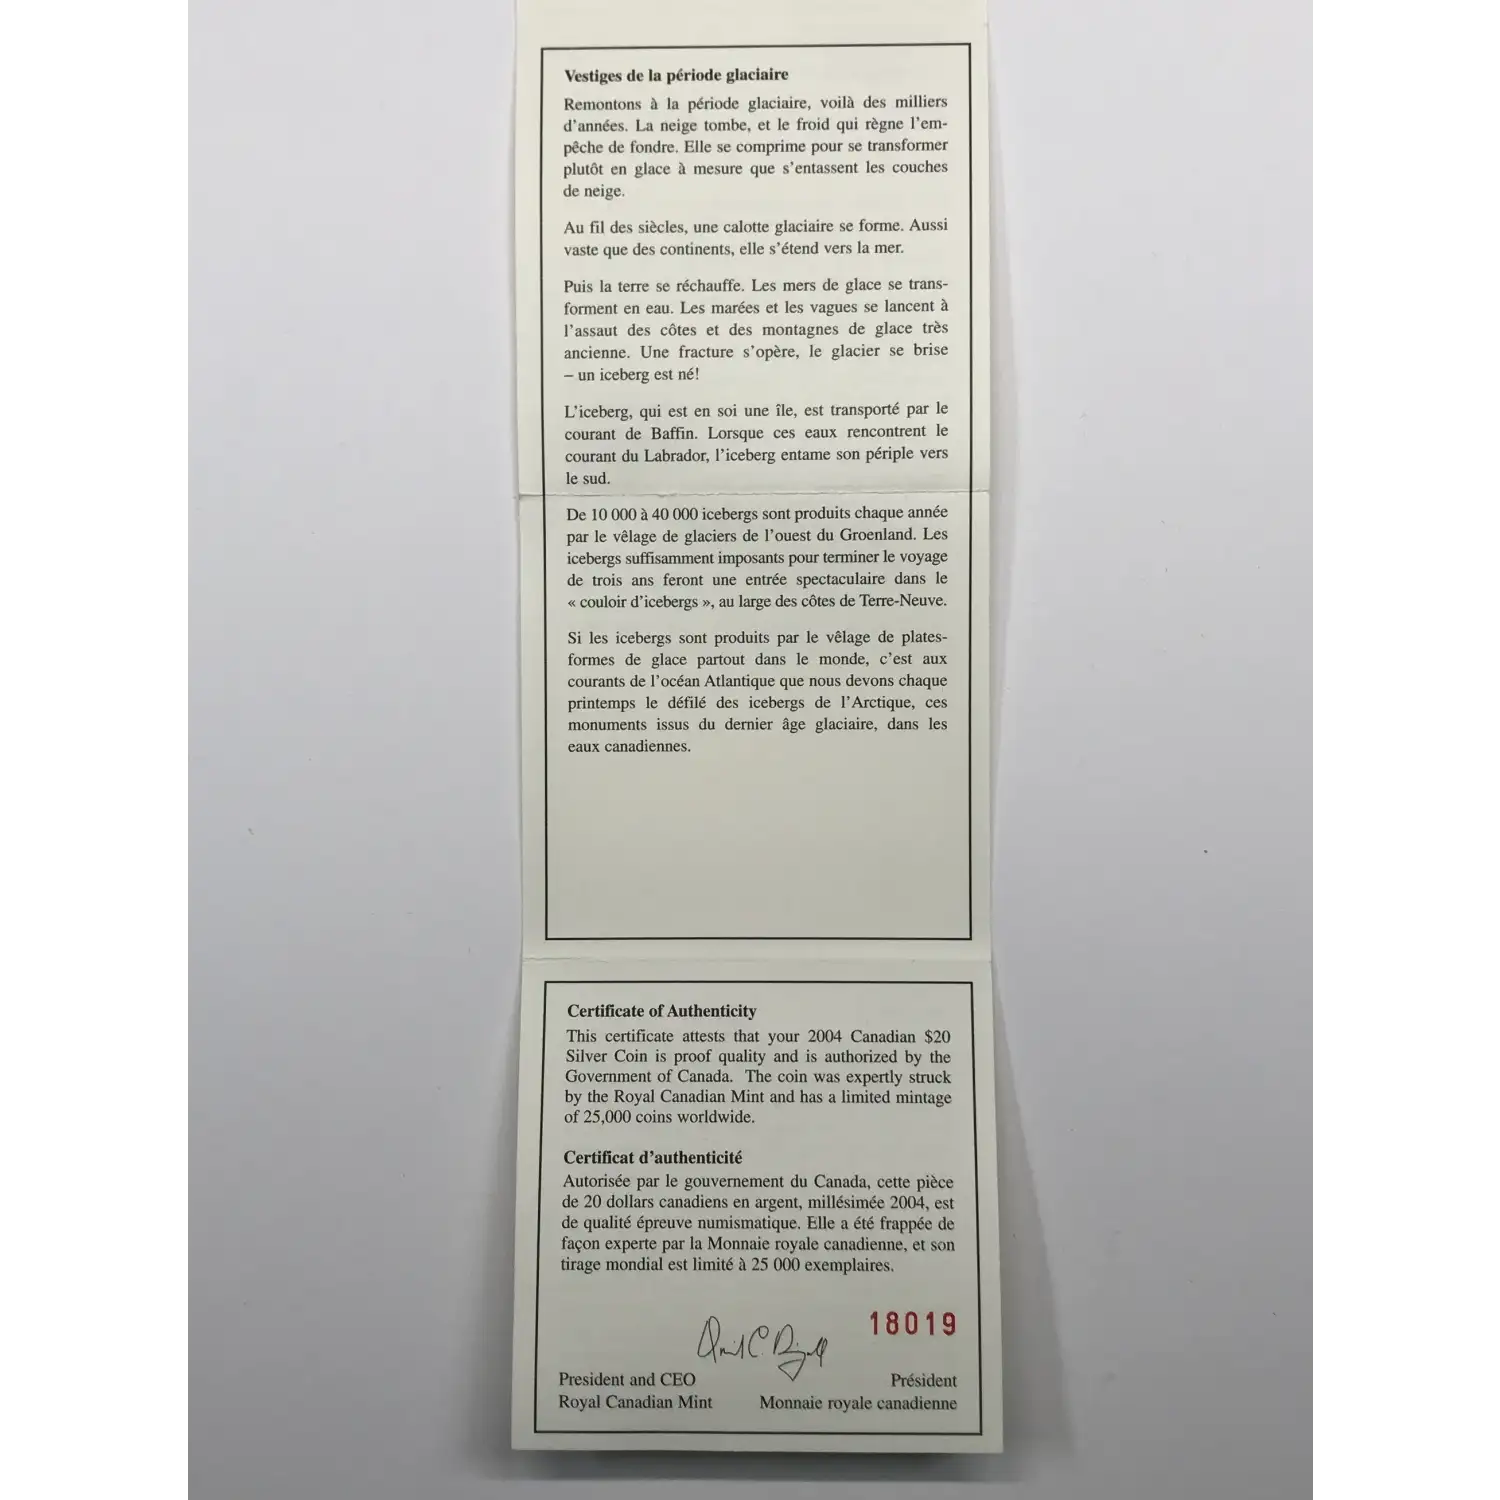 Vestiges de la période glaciaire
Remontons à la période glaciaire, voilà des milliers
d'années. La neige tombe, et le froid qui règne l'em-
pêche de fondre. Elle se comprime pour se transformer
plutôt en glace à mesure que s'entassent les couches
de neige.
Au fil des siècles, une calotte glaciaire se forme. Aussi
vaste que des continents, elle s'étend vers la mer.
Puis la terre se réchauffe. Les mers de glace se trans-
forment en eau. Les marées et les vagues se lancent à
l'assaut des côtes et des montagnes de glace très
ancienne. Une fracture s'opère, le glacier se brise
– un iceberg est né!
L'iceberg, qui est en soi une île, est transporté par le
courant de Baffin. Lorsque ces eaux rencontrent le
courant du Labrador, l'iceberg entame son périple vers
le sud.
De 10 000 à 40 000 icebergs sont produits chaque année
par le vêlage de glaciers de l'ouest du Groenland. Les
icebergs suffisamment imposants pour terminer le voyage
de trois ans feront une entrée spectaculaire dans le
« couloir d'icebergs », au large des côtes de Terre-Neuve.
Si les icebergs sont produits par le vêlage de plates-
formes de glace partout dans le monde, c'est aux
courants de l'océan Atlantique que nous devons chaque
printemps le défilé des icebergs de l'Arctique, ces
monuments issus du dernier âge glaciaire, dans les
eaux canadiennes.
Certificate of Authenticity
This certificate attests that your 2004 Canadian $20
Silver Coin is proof quality and is authorized by the
Government of Canada. The coin was expertly struck
by the Royal Canadian Mint and has a limited mintage
of 25,000 coins worldwide.
Certificat d'authenticité
Autorisée par le gouvernement du Canada, cette pièce
de 20 dollars canadiens en argent, millésimée 2004, est
de qualité épreuve numismatique. Elle a été frappée de
façon experte par la Monnaie royale canadienne, et son
tirage mondial est limité à 25 000 exemplaires.
18019
President and CEO Président
Royal Canadian Mint Monnaie royale canadienne